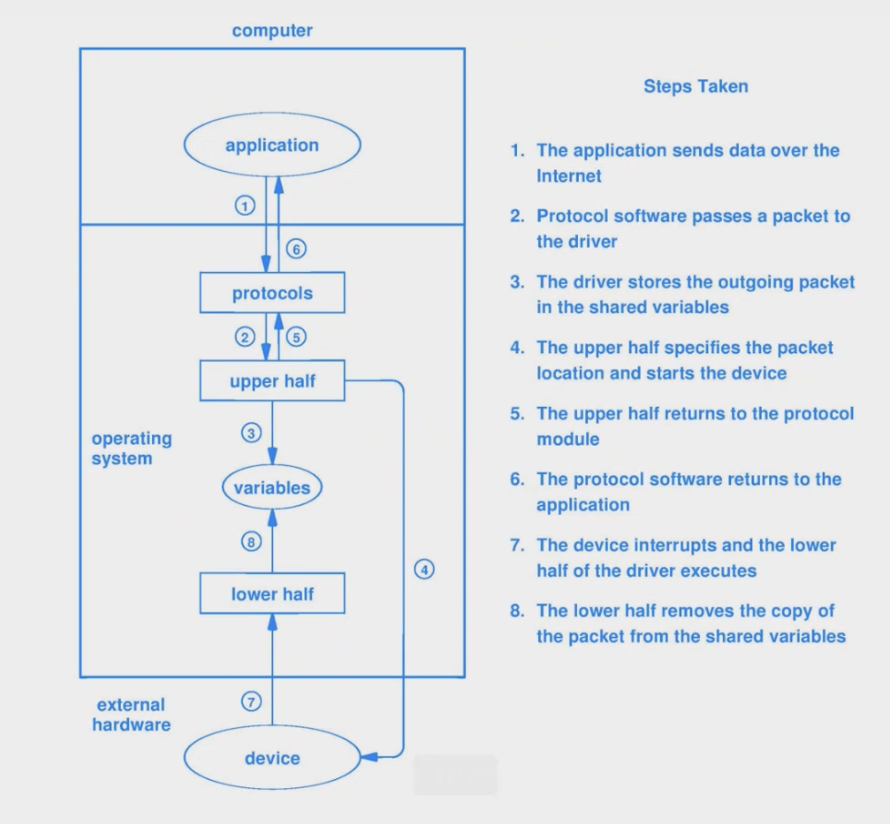 computer
application
1
6
protocols
2
5
upper half
3
operating
system
variables
8
4
lower half
7
external
hardware
device
Steps Taken
1. The application sends data over the
Internet
2. Protocol software passes a packet to
the driver
3. The driver stores the outgoing packet
in the shared variables
4. The upper half specifies the packet
location and starts the device
5. The upper half returns to the protocol
module
6. The protocol software returns to the
application
7. The device interrupts and the lower
half of the driver executes
8. The lower half removes the copy of
the packet from the shared variables